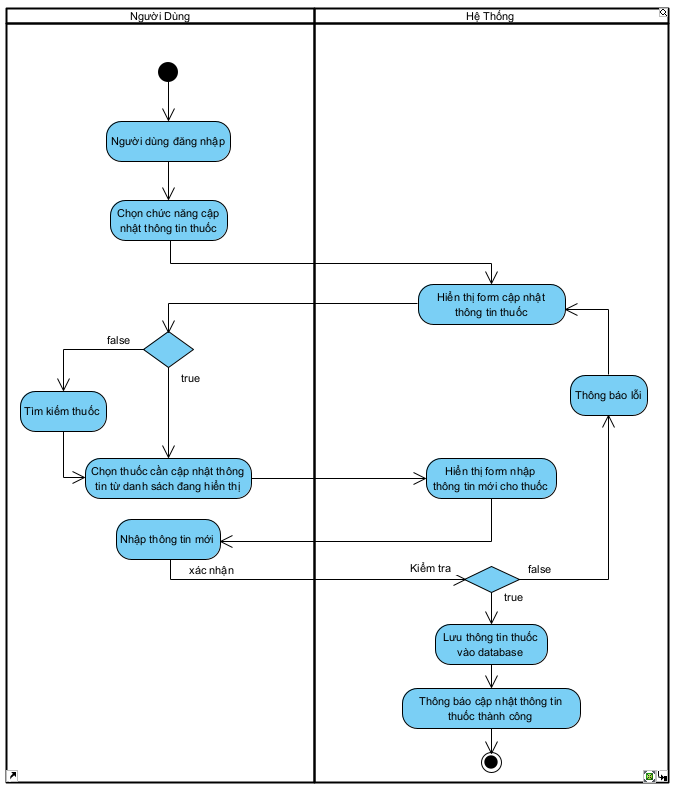 Người Dùng
Hệ Thống
Người dùng đăng nhập
Chọn chức năng cập
nhật thông tin thuốc
Hiển thị form cập nhật
thông tin thuốc
false
true
Tìm kiếm thuốc
Thông báo lỗi
Chọn thuốc cần cập nhật thông
tin từ danh sách đang hiển thị
Hiển thị form nhập
thông tin mới cho thuốc
Nhập thông tin mới
xác nhận
Kiểm tra
false
true
Lưu thông tin thuốc
vào database
Thông báo cập nhật thông tin
thuốc thành công